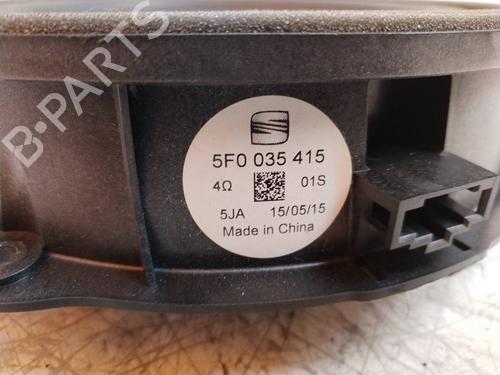 B-PARTS
5F0 035 415
4Ω 01S
5JA 15/05/15
Made in China